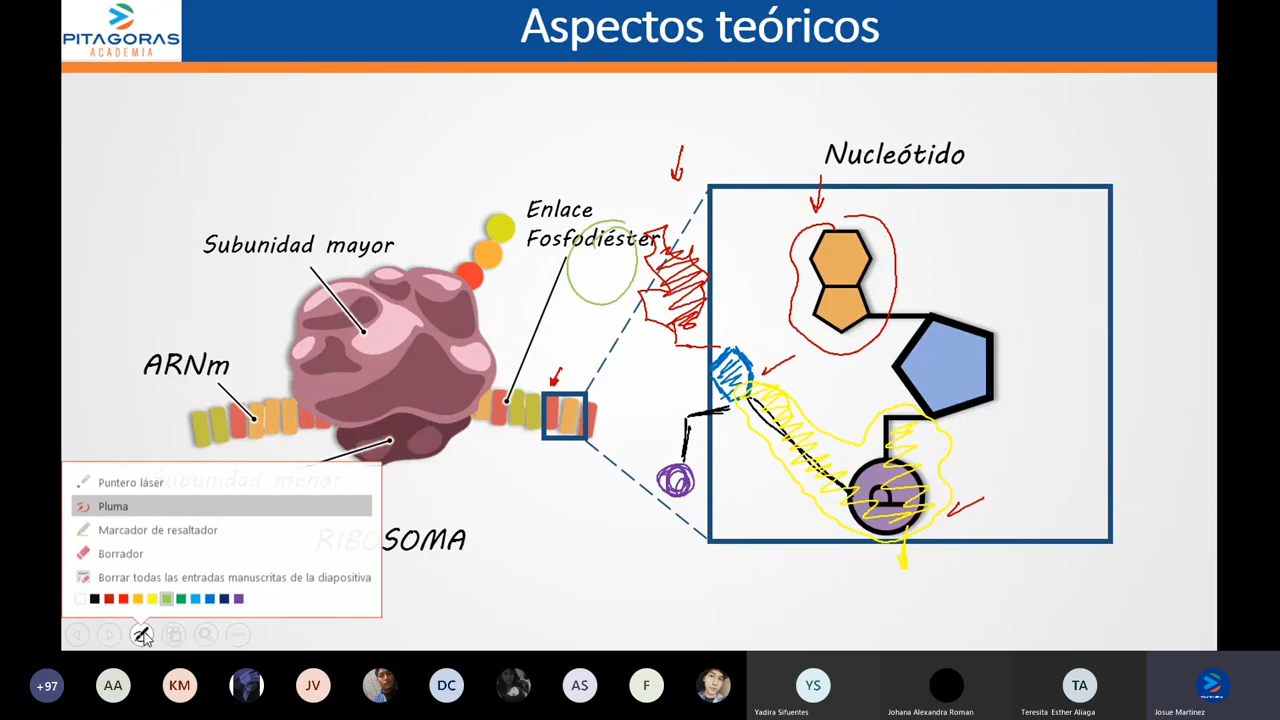 PITAGORAS
ACADEMIA
Aspectos teóricos
Nucleótido
Enlace
Fosfodiéster
Subunidad mayor
ARNm
P
Subunidad menor
RIBOSOMA
Puntero láser
Pluma
Marcador de resaltador
Borrador
Borrar todas las entradas manuscritas de la diapositiva
+97
AA
KM
JV
DC
AS
F
YS
TA
Yadira Sifuentes
Johana Alexandra Roman
Teresita Esther Aliaga
Josue Martinez